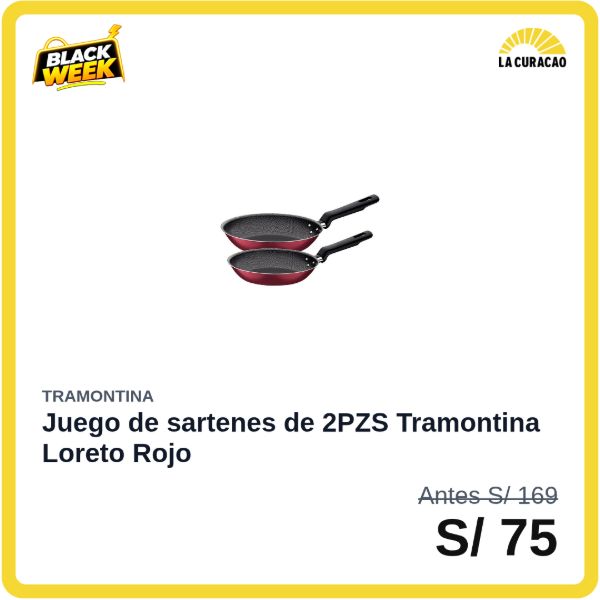 BLACK
WEEK
LA CURACAO
TRAMONTINA
Juego de sartenes de 2PZS Tramontina
Loreto Rojo
Antes S/ 169
S/ 75